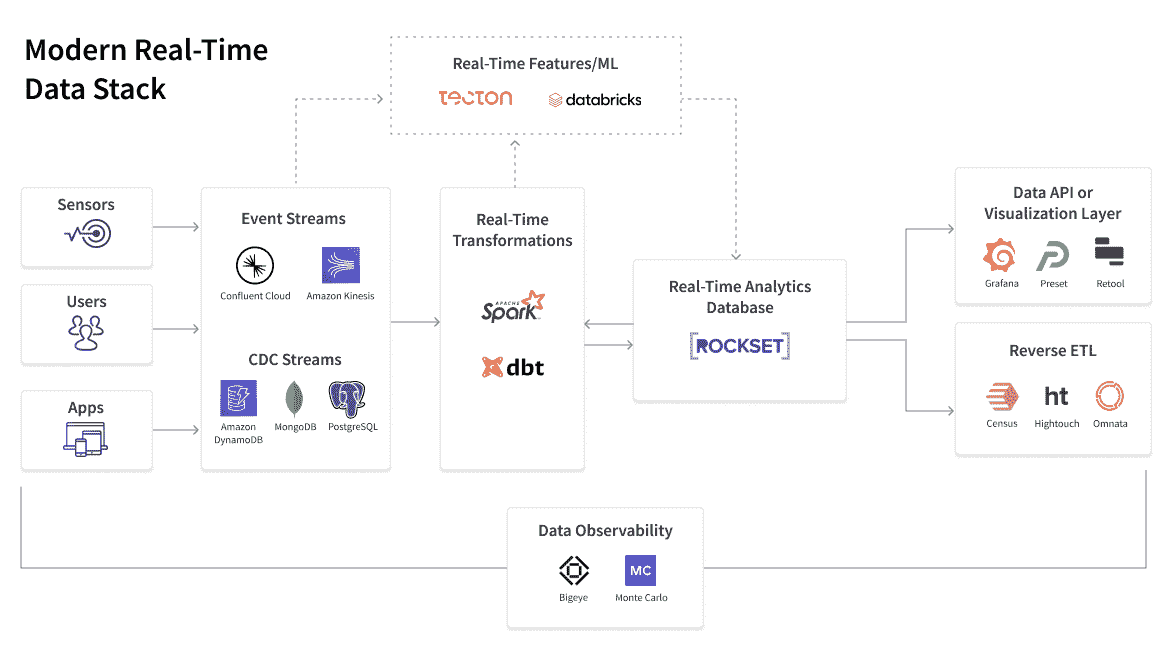 Modern Real-Time
Data Stack
Real-Time Features/ML
TECTON
databricks
Sensors
Users
Apps
Event Streams
Confluent Cloud
Amazon Kinesis
CDC Streams
Amazon
DynamoDB
MongoDB
PostgreSQL
Real-Time
Transformations
APACHE
Spark
dbt
Real-Time Analytics
Database
[ROCKSET]
Data API or
Visualization Layer
Grafana
Preset
Retool
Reverse ETL
Census
ht
Hightouch
Omnata
Data Observability
Bigeye
MC
Monte Carlo